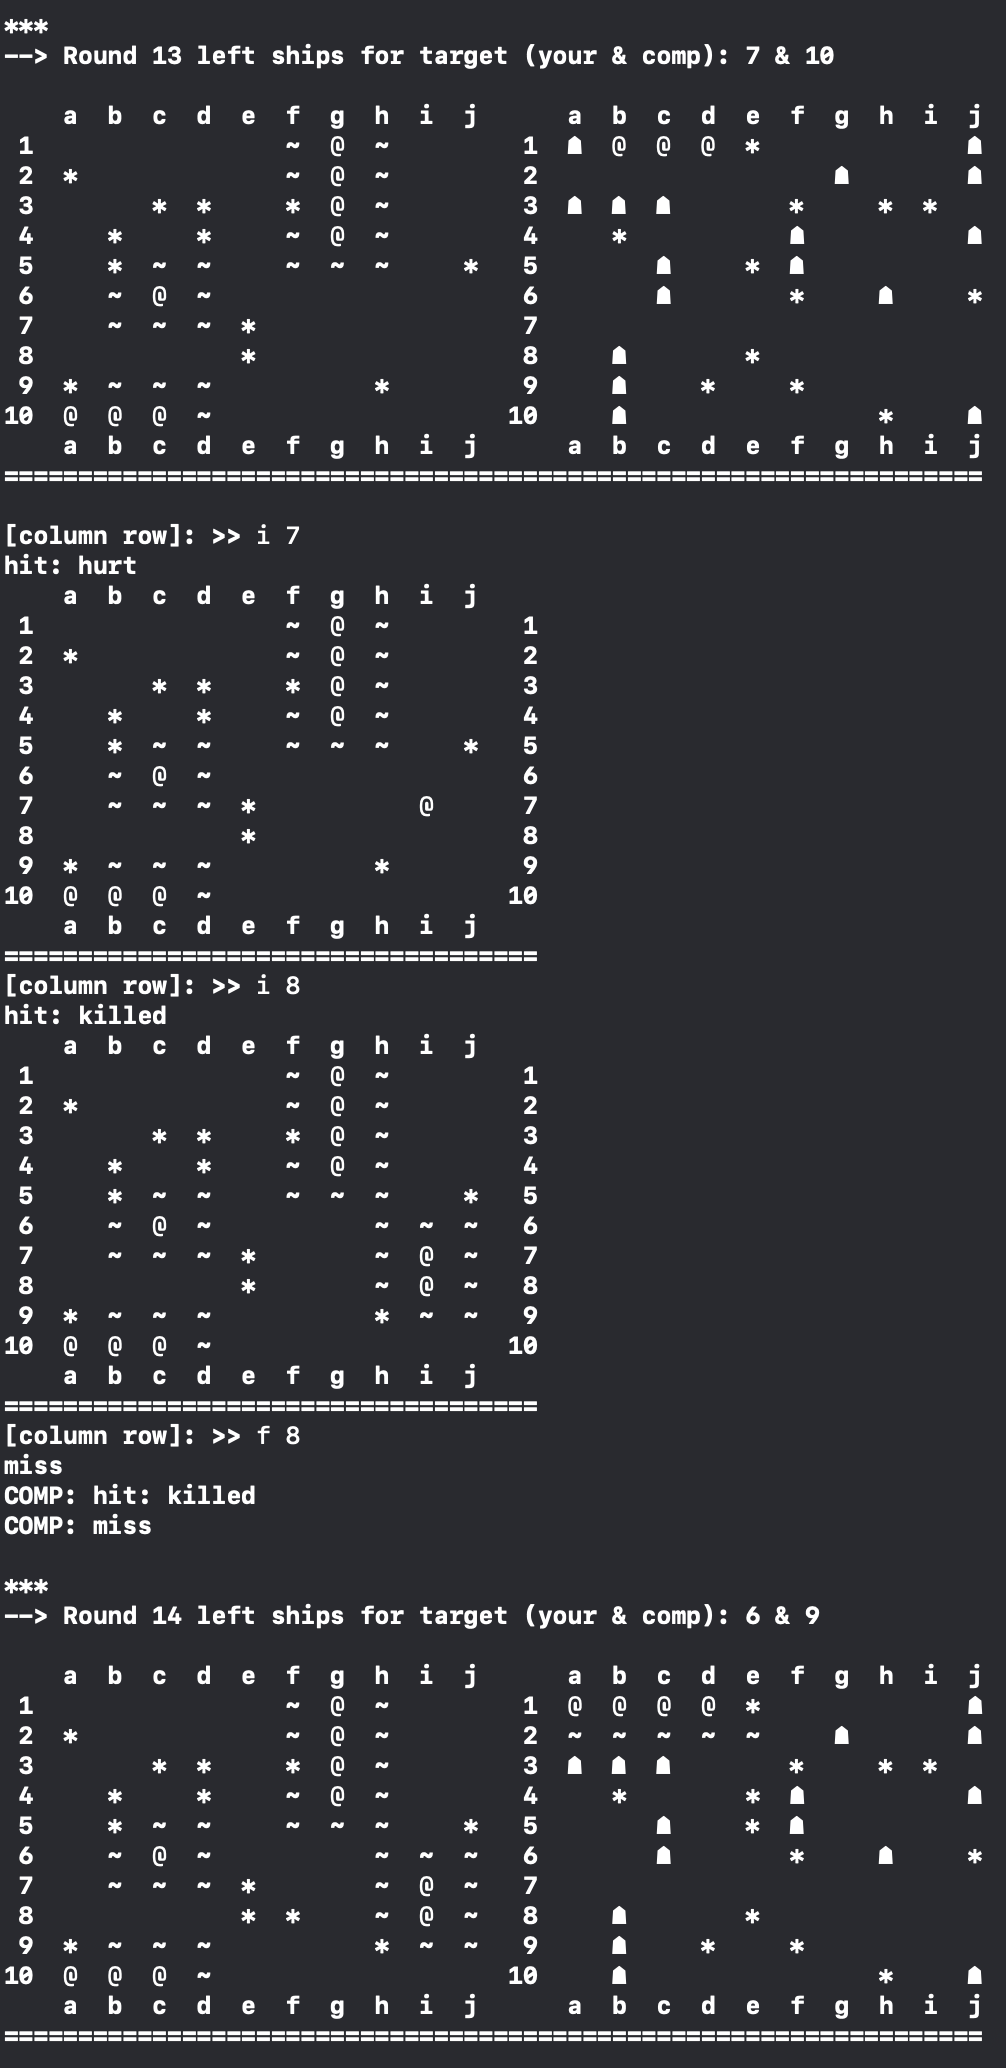 ***
--> Round 13 left ships for target (your & comp): 7 & 10

    a  b  c  d  e  f  g  h  i  j       a  b  c  d  e  f  g  h  i  j
 1                 ~  @  ~          1  ☗  @  @  @  *              ☗
 2  *              ~  @  ~          2                    ☗        ☗
 3        *  *     *  @  ~          3  ☗  ☗  ☗        *     *  *
 4     *     *     ~  @  ~          4     *           ☗           ☗
 5     *  ~  ~     ~  ~  ~     *    5        ☗     *  ☗
 6     ~  @  ~                      6        ☗        *     ☗     *
 7     ~  ~  ~  *                   7
 8              *                   8     ☗        *
 9  *  ~  ~  ~           *          9     ☗     *     *
10  @  @  @  ~                     10     ☗                 *     ☗
    a  b  c  d  e  f  g  h  i  j       a  b  c  d  e  f  g  h  i  j
==================================================================

[column row]: >> i 7
hit: hurt
    a  b  c  d  e  f  g  h  i  j
 1                 ~  @  ~          1
 2  *              ~  @  ~          2
 3        *  *     *  @  ~          3
 4     *     *     ~  @  ~          4
 5     *  ~  ~     ~  ~  ~     *    5
 6     ~  @  ~                      6
 7     ~  ~  ~  *           @       7
 8              *                   8
 9  *  ~  ~  ~           *          9
10  @  @  @  ~                     10
    a  b  c  d  e  f  g  h  i  j
====================================
[column row]: >> i 8
hit: killed
    a  b  c  d  e  f  g  h  i  j
 1                 ~  @  ~          1
 2  *              ~  @  ~          2
 3        *  *     *  @  ~          3
 4     *     *     ~  @  ~          4
 5     *  ~  ~     ~  ~  ~     *    5
 6     ~  @  ~           ~  ~  ~    6
 7     ~  ~  ~  *        ~  @  ~    7
 8              *        ~  @  ~    8
 9  *  ~  ~  ~           *  ~  ~    9
10  @  @  @  ~                     10
    a  b  c  d  e  f  g  h  i  j
====================================
[column row]: >> f 8
miss
COMP: hit: killed
COMP: miss

***
--> Round 14 left ships for target (your & comp): 6 & 9

    a  b  c  d  e  f  g  h  i  j       a  b  c  d  e  f  g  h  i  j
 1                 ~  @  ~          1  @  @  @  @  *              ☗
 2  *              ~  @  ~          2  ~  ~  ~  ~  ~     ☗        ☗
 3        *  *     *  @  ~          3  ☗  ☗  ☗        *     *  *
 4     *     *     ~  @  ~          4     *        *  ☗           ☗
 5     *  ~  ~     ~  ~  ~     *    5        ☗     *  ☗
 6     ~  @  ~           ~  ~  ~    6        ☗        *     ☗     *
 7     ~  ~  ~  *        ~  @  ~    7
 8              *  *     ~  @  ~    8     ☗        *
 9  *  ~  ~  ~           *  ~  ~    9     ☗     *     *
10  @  @  @  ~                     10     ☗                 *     ☗
    a  b  c  d  e  f  g  h  i  j       a  b  c  d  e  f  g  h  i  j
==================================================================